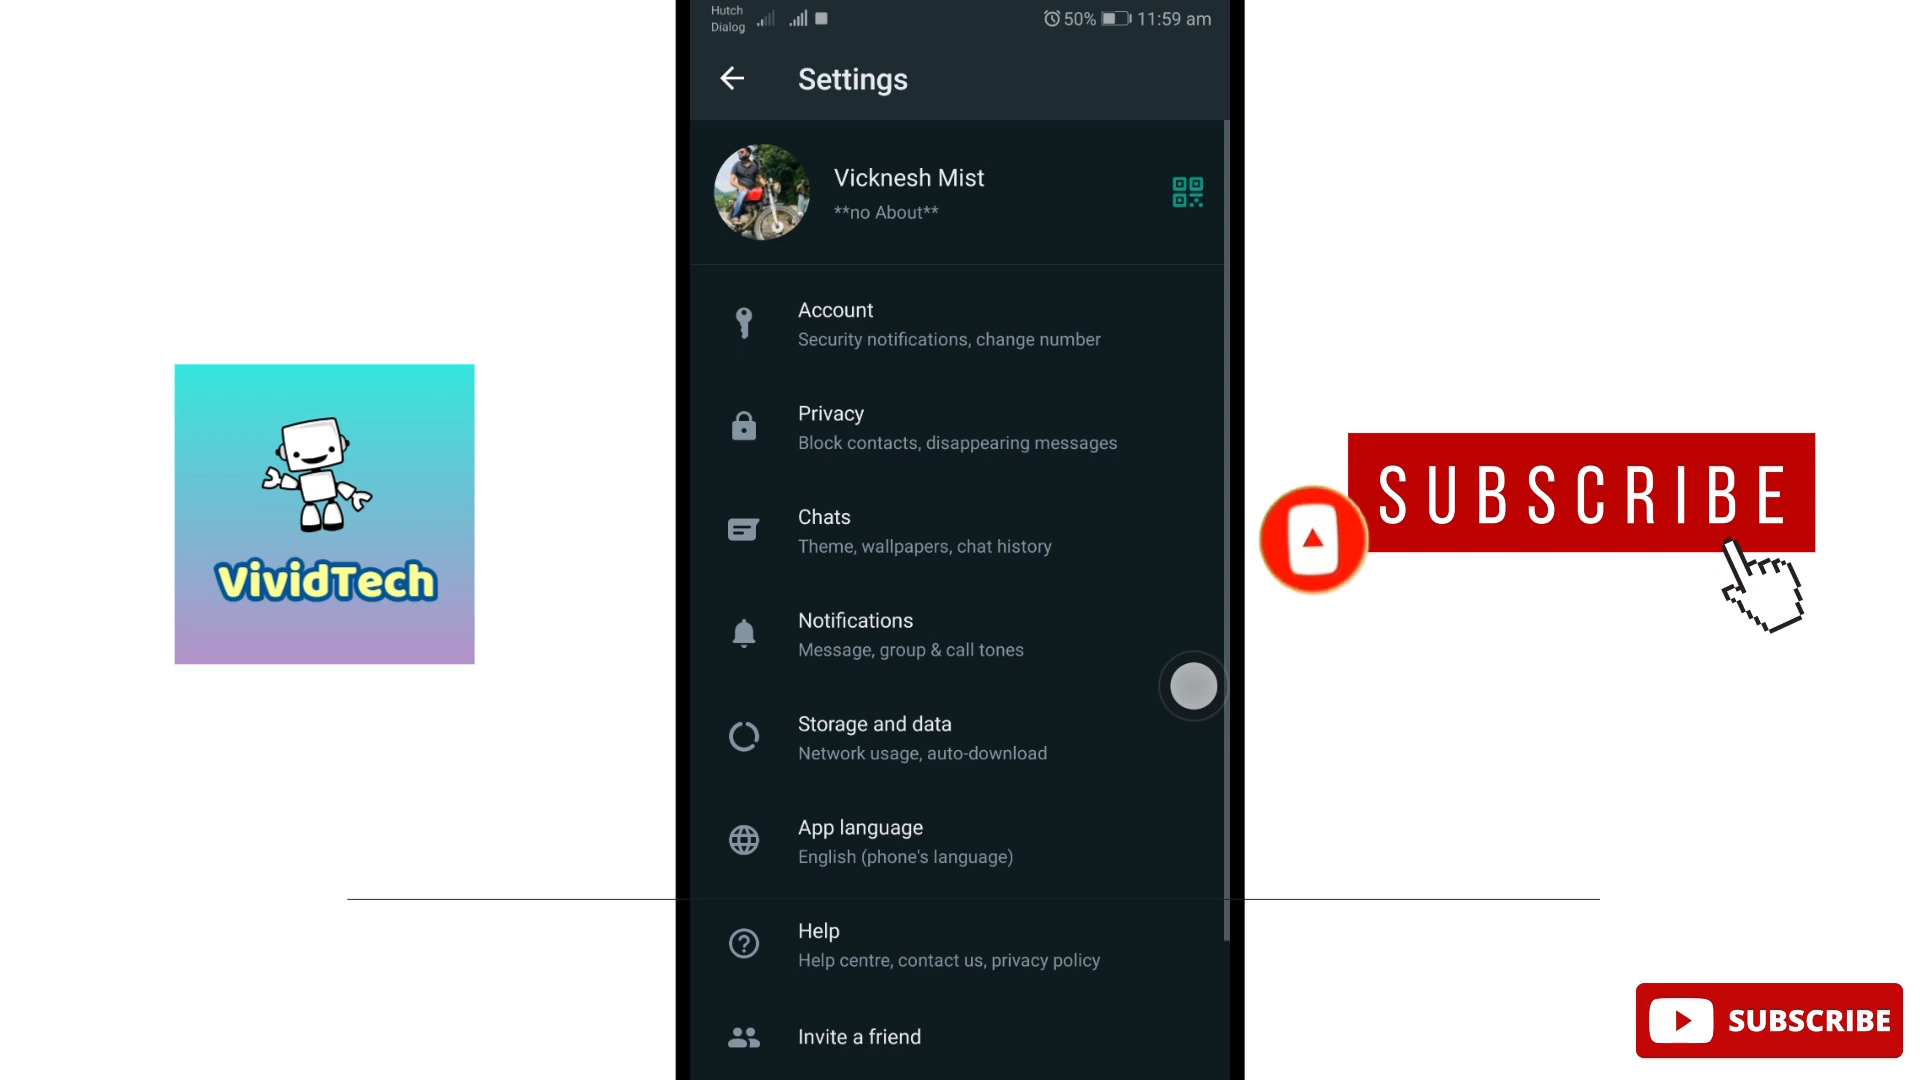 Hutch
Dialog
50%
11:59 am
Settings
Vicknesh Mist
**no About**
Account
Security notifications, change number
Privacy
Block contacts, disappearing messages
Chats
Theme, wallpapers, chat history
Notifications
Message, group & call tones
Storage and data
Network usage, auto-download
App language
English (phone's language)
Help
Help centre, contact us, privacy policy
Invite a friend
VividTech
SUBSCRIBE
SUBSCRIBE